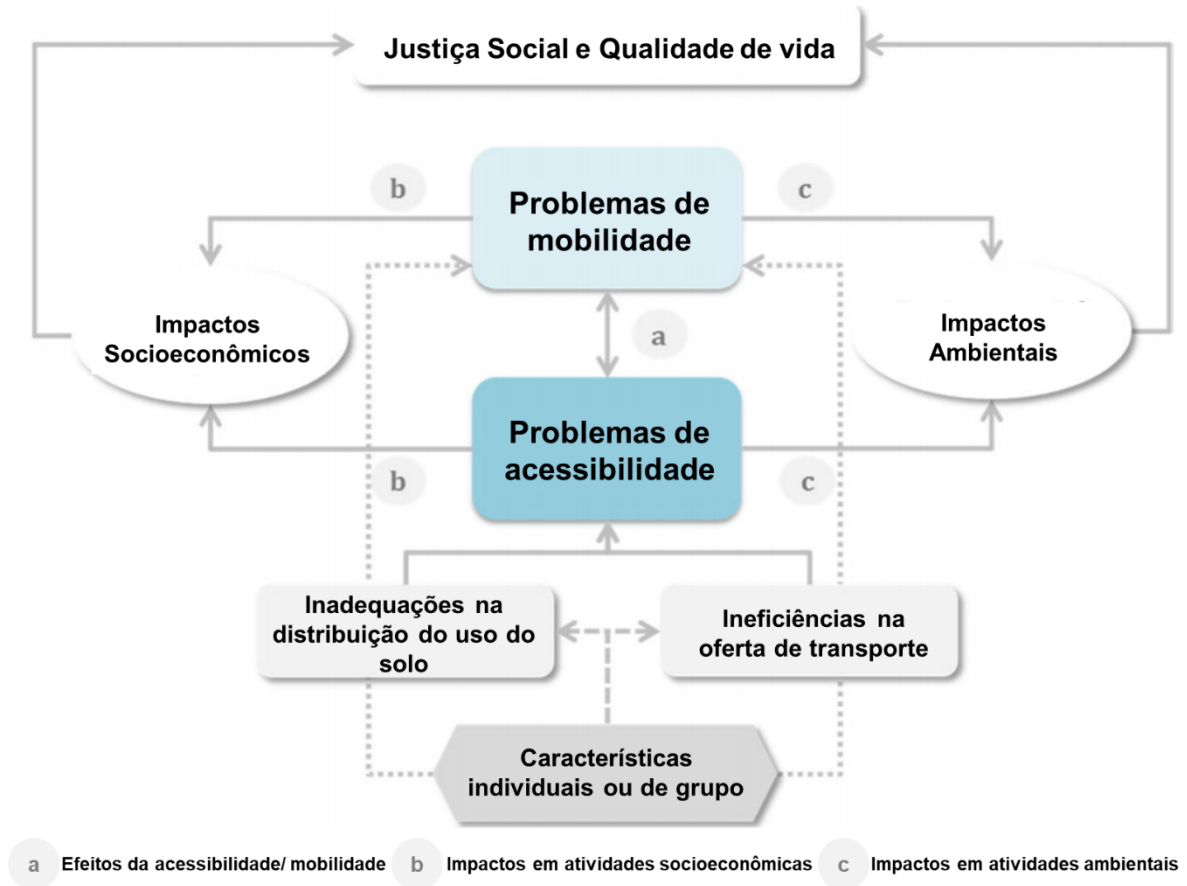 Justiça Social e Qualidade de vida
b
c
Problemas de
mobilidade
Impactos
Socioeconômicos
a
Impactos
Ambientais
Problemas de
acessibilidade
b
c
Inadequações na
distribuição do uso do
solo
Ineficiências na
oferta de transporte
Características
individuais ou de grupo
a Efeitos da acessibilidade/ mobilidade b Impactos em atividades socioeconômicas c Impactos em atividades ambientais